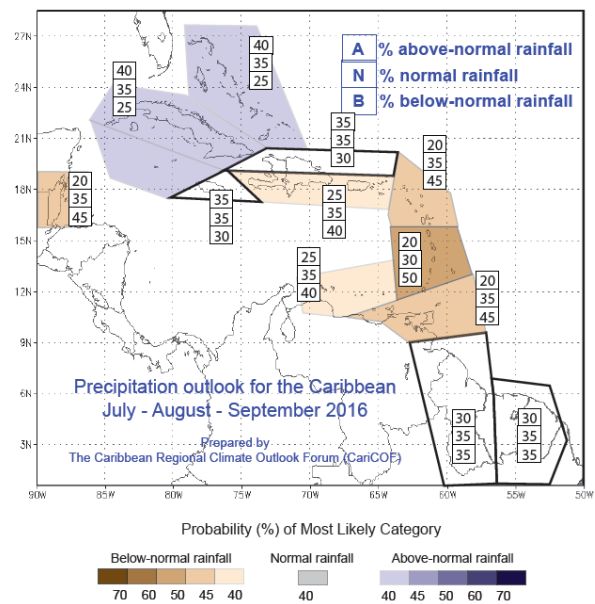 A % above-normal rainfall
N % normal rainfall
B % below-normal rainfall
40
35
25
40
35
25
35
35
30
20
35
45
20
35
45
35
35
30
25
35
40
20
30
50
25
35
40
20
35
45
30
35
35
30
35
35
27N
24N
21N
18N
15N
12N
9N
6N
3N
90W 85W 80W 75W 70W 65W 60W 55W 50W
Precipitation outlook for the Caribbean
July - August - September 2016
Prepared by
The Caribbean Regional Climate Outlook Forum (CariCOF)
Probability (%) of Most Likely Category
Below-normal rainfall Normal rainfall Above-normal rainfall
70 60 50 45 40 40 40 45 50 60 70